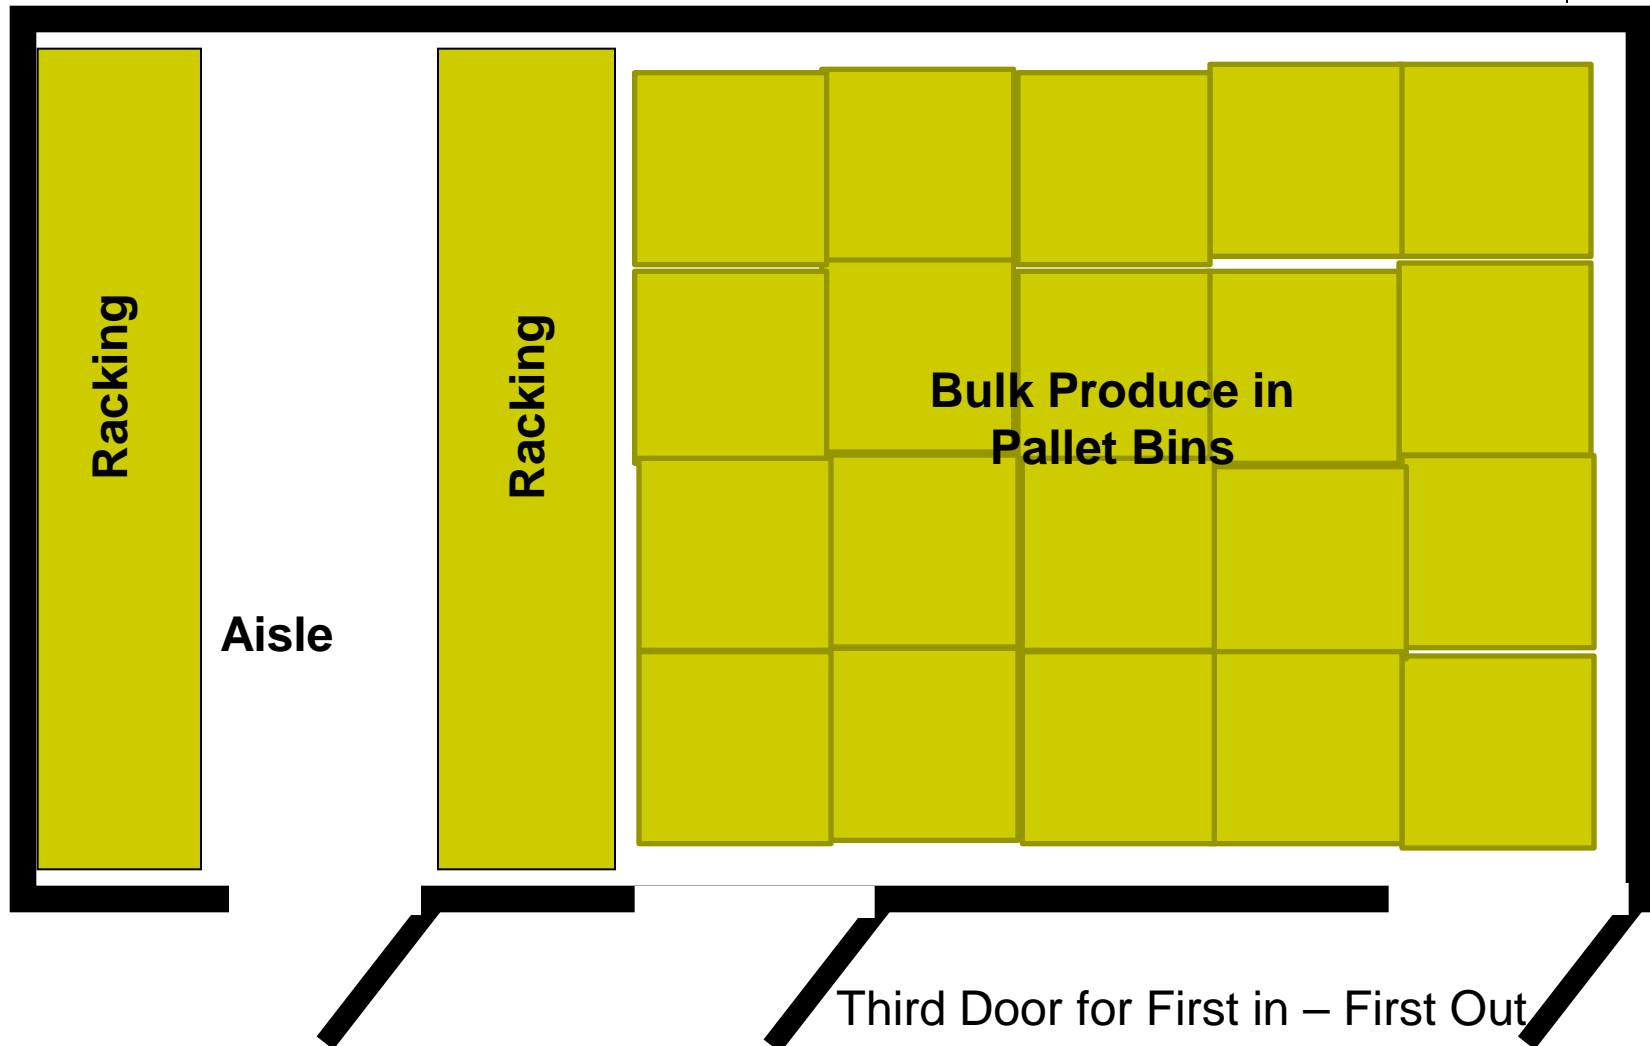 Racking
Racking
Bulk Produce in
Pallet Bins
Aisle
Third Door for First in – First Out